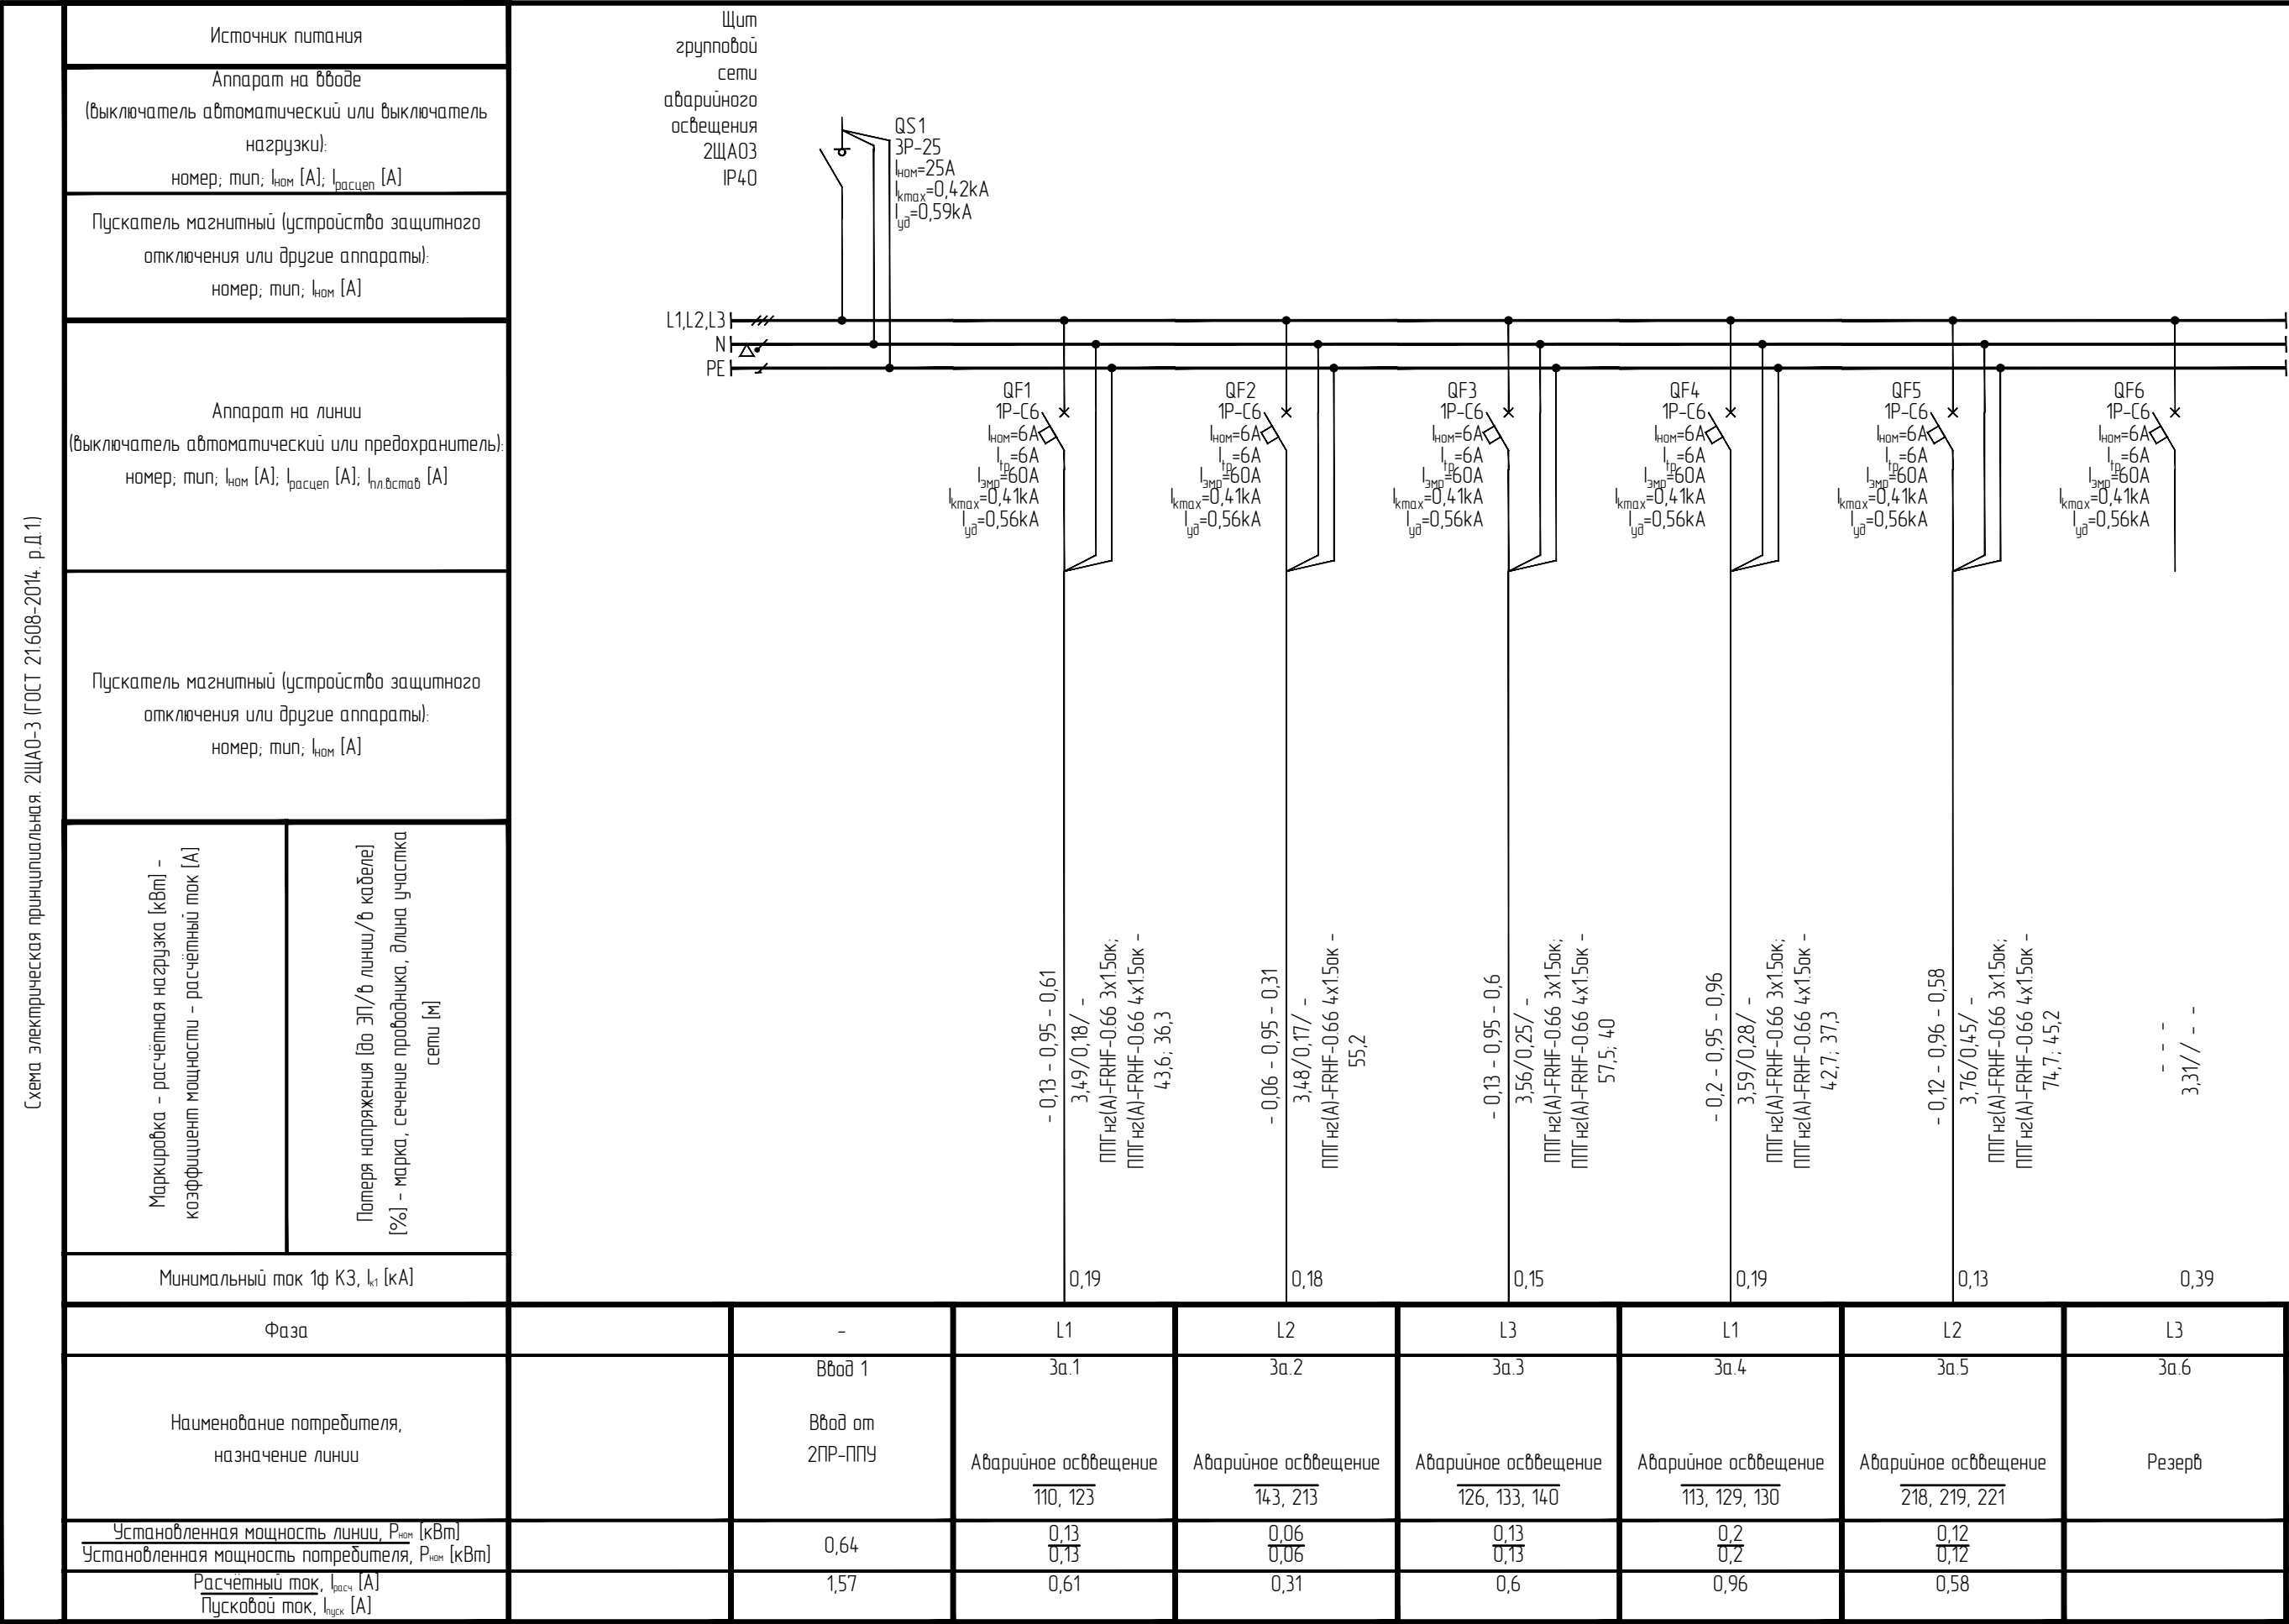 Схема электрическая принципиальная. 2ЩАО-3 (ГОСТ 21.608-2014. р.Д.1.)
Источник питания
Аппарат на вводе
(выключатель автоматический или выключатель
нагрузки):
номер; тип; Iном [А]; Iрасцеп [А]
Пускатель магнитный (устройство защитного
отключения или другие аппараты):
номер; тип; Iном [А]
Аппарат на линии
(выключатель автоматический или предохранитель):
номер; тип; Iном [А]; Iрасцеп [А]; Iпл.встав [А]
Пускатель магнитный (устройство защитного
отключения или другие аппараты):
номер; тип; Iном [А]
Маркировка - расчётная нагрузка [кВт] -
коэффициент мощности - расчётный ток [А]
Потеря напряжения [до ЭП/в линии/в кабеле]
[%] - марка, сечение проводника, длина участка
сети [м]
Щит
групповой
сети
аварийного
освещения
2ЩАО3
IP40
QS1
3P-25
Iном=25А
Ikmax=0,42kA
Iуд=0,59kA
L1,L2,L3
N
PE
QF1
1P-C6
Iном=6А
Itp=6А
Iэмр=60А
Ikmax=0,41kA
Iуд=0,56kA
QF2
1P-C6
Iном=6А
Itp=6А
Iэмр=60А
Ikmax=0,41kA
Iуд=0,56kA
QF3
1P-C6
Iном=6А
Itp=6А
Iэмр=60А
Ikmax=0,41kA
Iуд=0,56kA
QF4
1P-C6
Iном=6А
Itp=6А
Iэмр=60А
Ikmax=0,41kA
Iуд=0,56kA
QF5
1P-C6
Iном=6А
Itp=6А
Iэмр=60А
Ikmax=0,41kA
Iуд=0,56kA
QF6
1P-C6
Iном=6А
Itp=6А
Iэмр=60А
Ikmax=0,41kA
Iуд=0,56kA
- 0,13 - 0,95 - 0,61
3,49/0,18/ -
ППГнг(А)-FRHF-0.66 3х1.5ок;
ППГнг(А)-FRHF-0.66 4х1.5ок -
43,6; 36,3
- 0,06 - 0,95 - 0,31
3,48/0,17/ -
ППГнг(А)-FRHF-0.66 4х1.5ок -
55,2
- 0,13 - 0,95 - 0,6
3,56/0,25/ -
ППГнг(А)-FRHF-0.66 3х1.5ок;
ППГнг(А)-FRHF-0.66 4х1.5ок -
57,5; 40
- 0,2 - 0,95 - 0,96
3,59/0,28/ -
ППГнг(А)-FRHF-0.66 3х1.5ок;
ППГнг(А)-FRHF-0.66 4х1.5ок -
42,7; 37,3
- 0,12 - 0,96 - 0,58
3,76/0,45/ -
ППГнг(А)-FRHF-0.66 3х1.5ок;
ППГнг(А)-FRHF-0.66 4х1.5ок -
74,7; 45,2
- - -
3,31// - -
Минимальный ток 1ф КЗ, Iк1 [кА] 0,19 0,18 0,15 0,19 0,13 0,39
Фаза - L1 L2 L3 L1 L2 L3
Наименование потребителя,
назначение линии
Ввод 1
Ввод от
2ПР-ППУ
3а.1
Аварийное осввещение
110, 123
3а.2
Аварийное осввещение
143, 213
3а.3
Аварийное осввещение
126, 133, 140
3а.4
Аварийное осввещение
113, 129, 130
3а.5
Аварийное осввещение
218, 219, 221
3а.6
Резерв
Установленная мощность линии, Pном [кВт]
Установленная мощность потребителя, Pном [кВт]
0,64
0,13 0,06 0,13 0,2 0,12
0,13 0,06 0,13 0,2 0,12
Расчётный ток, Iрасч [А] 1,57 0,61 0,31 0,6 0,96 0,58
Пусковой ток, Iпуск [А]